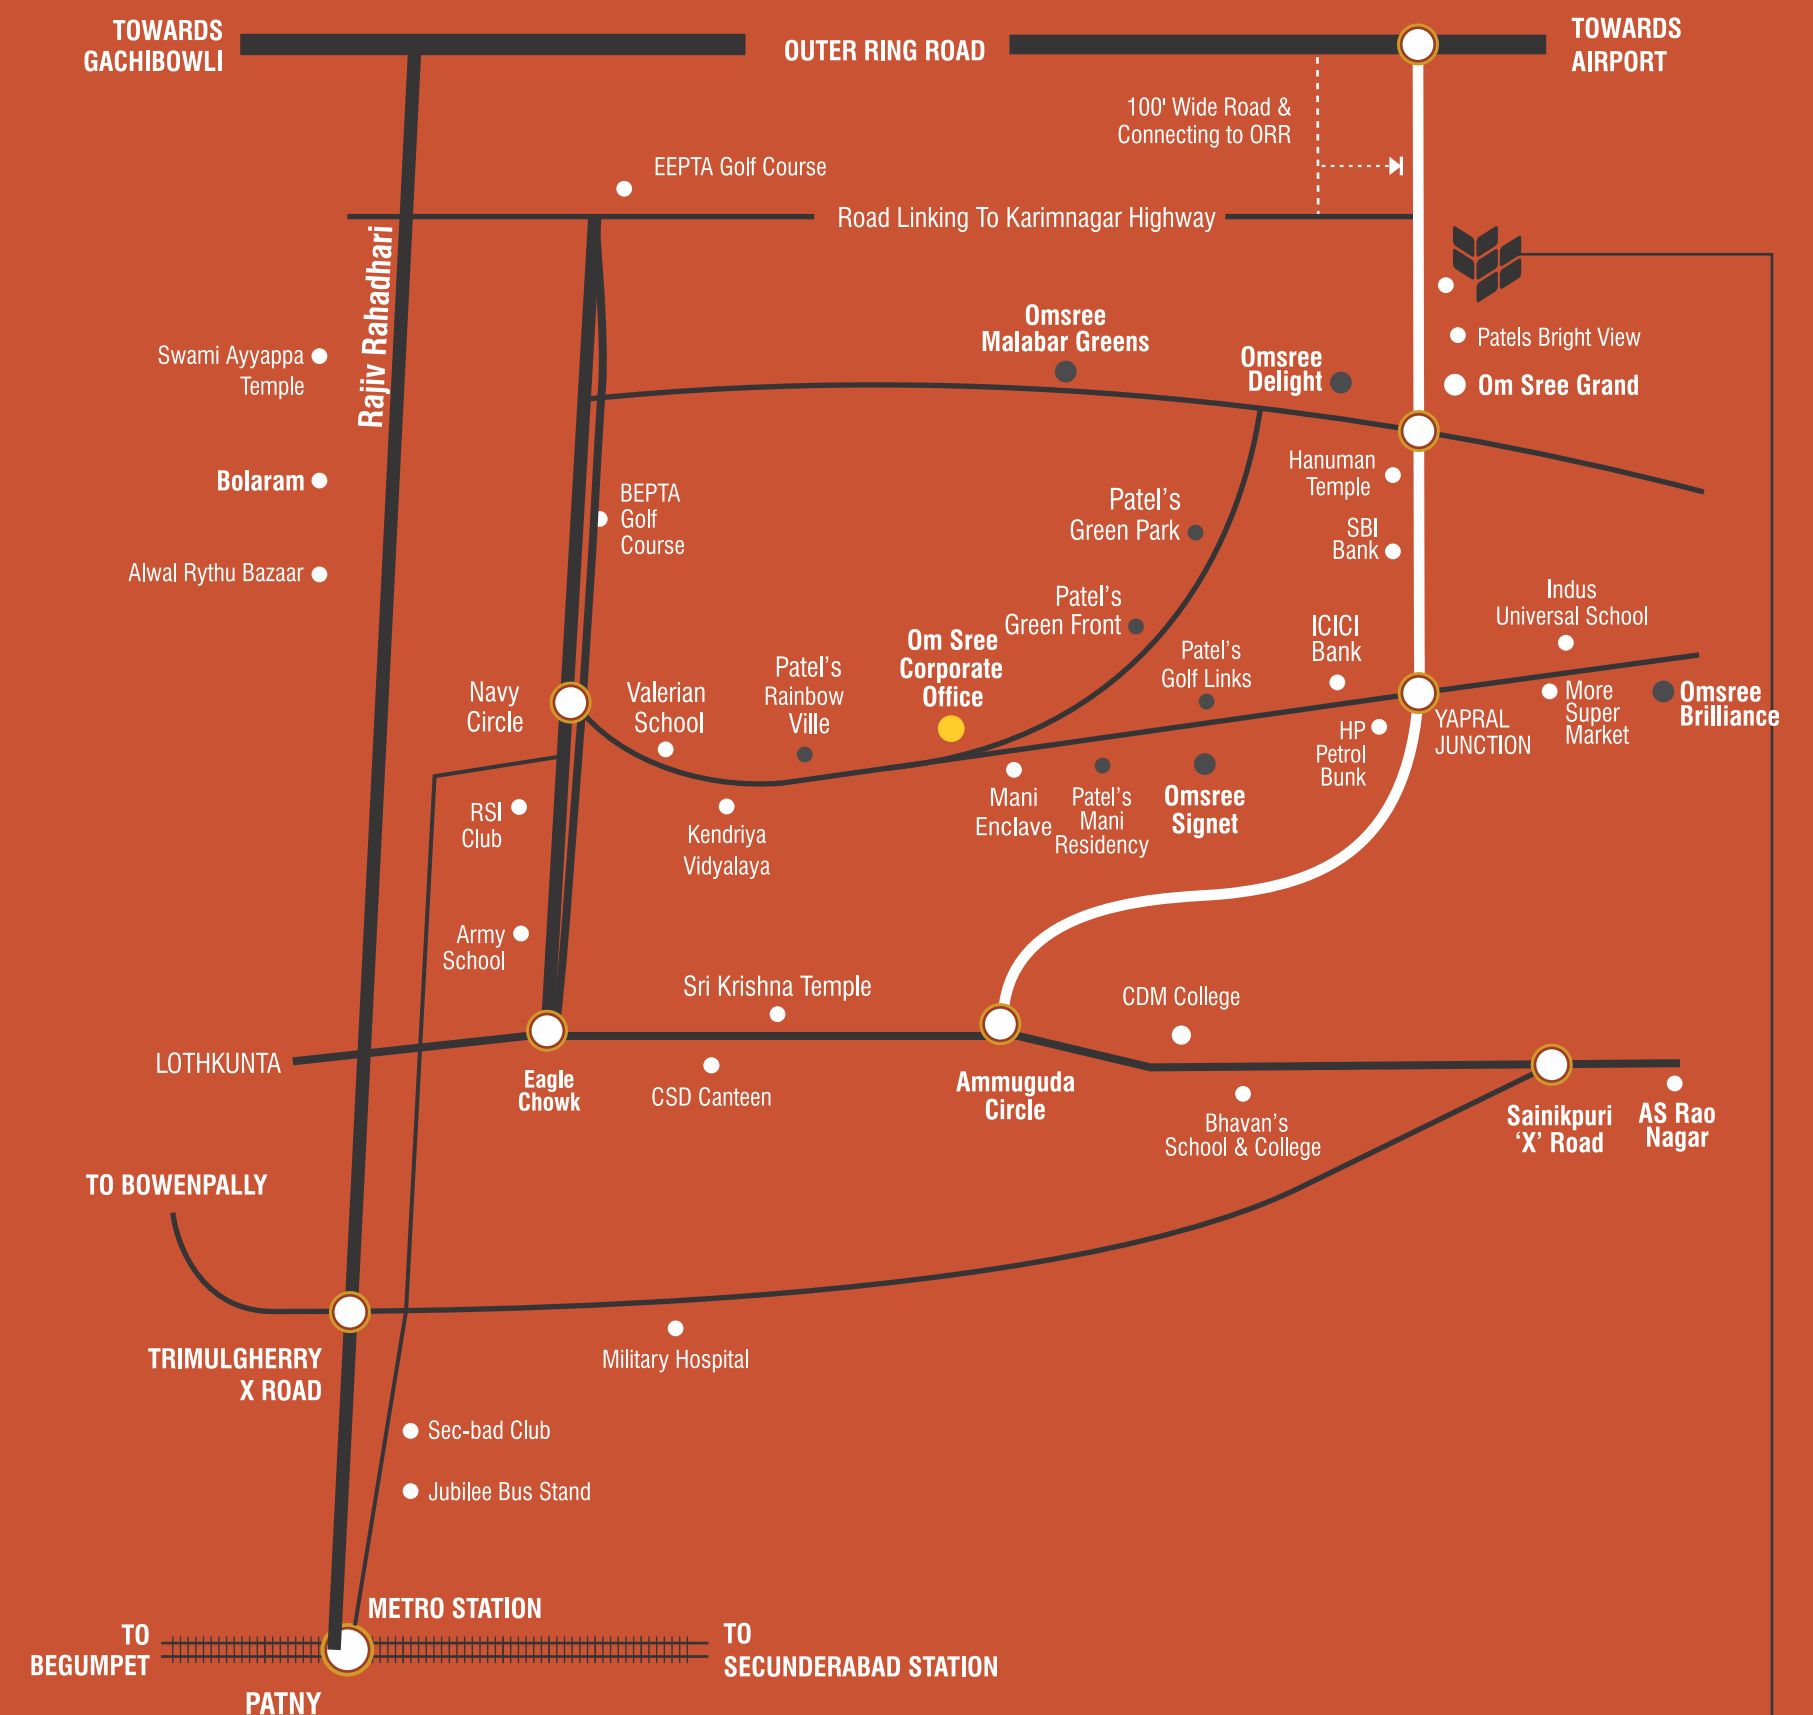 TOWARDS
GACHIBOWLI
OUTER RING ROAD
TOWARDS
AIRPORT
100' Wide Road &
Connecting to ORR
EEPTA Golf Course
Road Linking To Karimnagar Highway
Rajiv Rahadhari
Swami Ayyappa
Temple
Omsree
Malabar Greens
Omsree
Delight
Patels Bright View
Om Sree Grand
Bolaram
BEPTA
Golf
Course
Alwal Rythu Bazaar
Hanuman
Temple
SBI
Bank
Patel's
Green Park
Patel's
Green Front
Om Sree
Corporate
Office
Patel's
Golf Links
ICICI
Bank
Indus
Universal School
Navy
Circle
Valerian
School
Patel's
Rainbow
Ville
HP
Petrol
Bunk
YAPRAL
JUNCTION
More
Super
Market
Omsree
Brilliance
RSI
Club
Kendriya
Vidyalaya
Mani
Enclave
Patel's
Mani
Residency
Omsree
Signet
Army
School
Sri Krishna Temple
CDM College
LOTHKUNTA
Eagle
Chowk
CSD Canteen
Ammuguda
Circle
Bhavan's
School & College
Sainikpuri
‘X’ Road
AS Rao
Nagar
TO BOWENPALLY
TRIMULGHERRY
X ROAD
Military Hospital
Sec-bad Club
Jubilee Bus Stand
METRO STATION
TO
BEGUMPET
TO
SECUNDERABAD STATION
PATNY